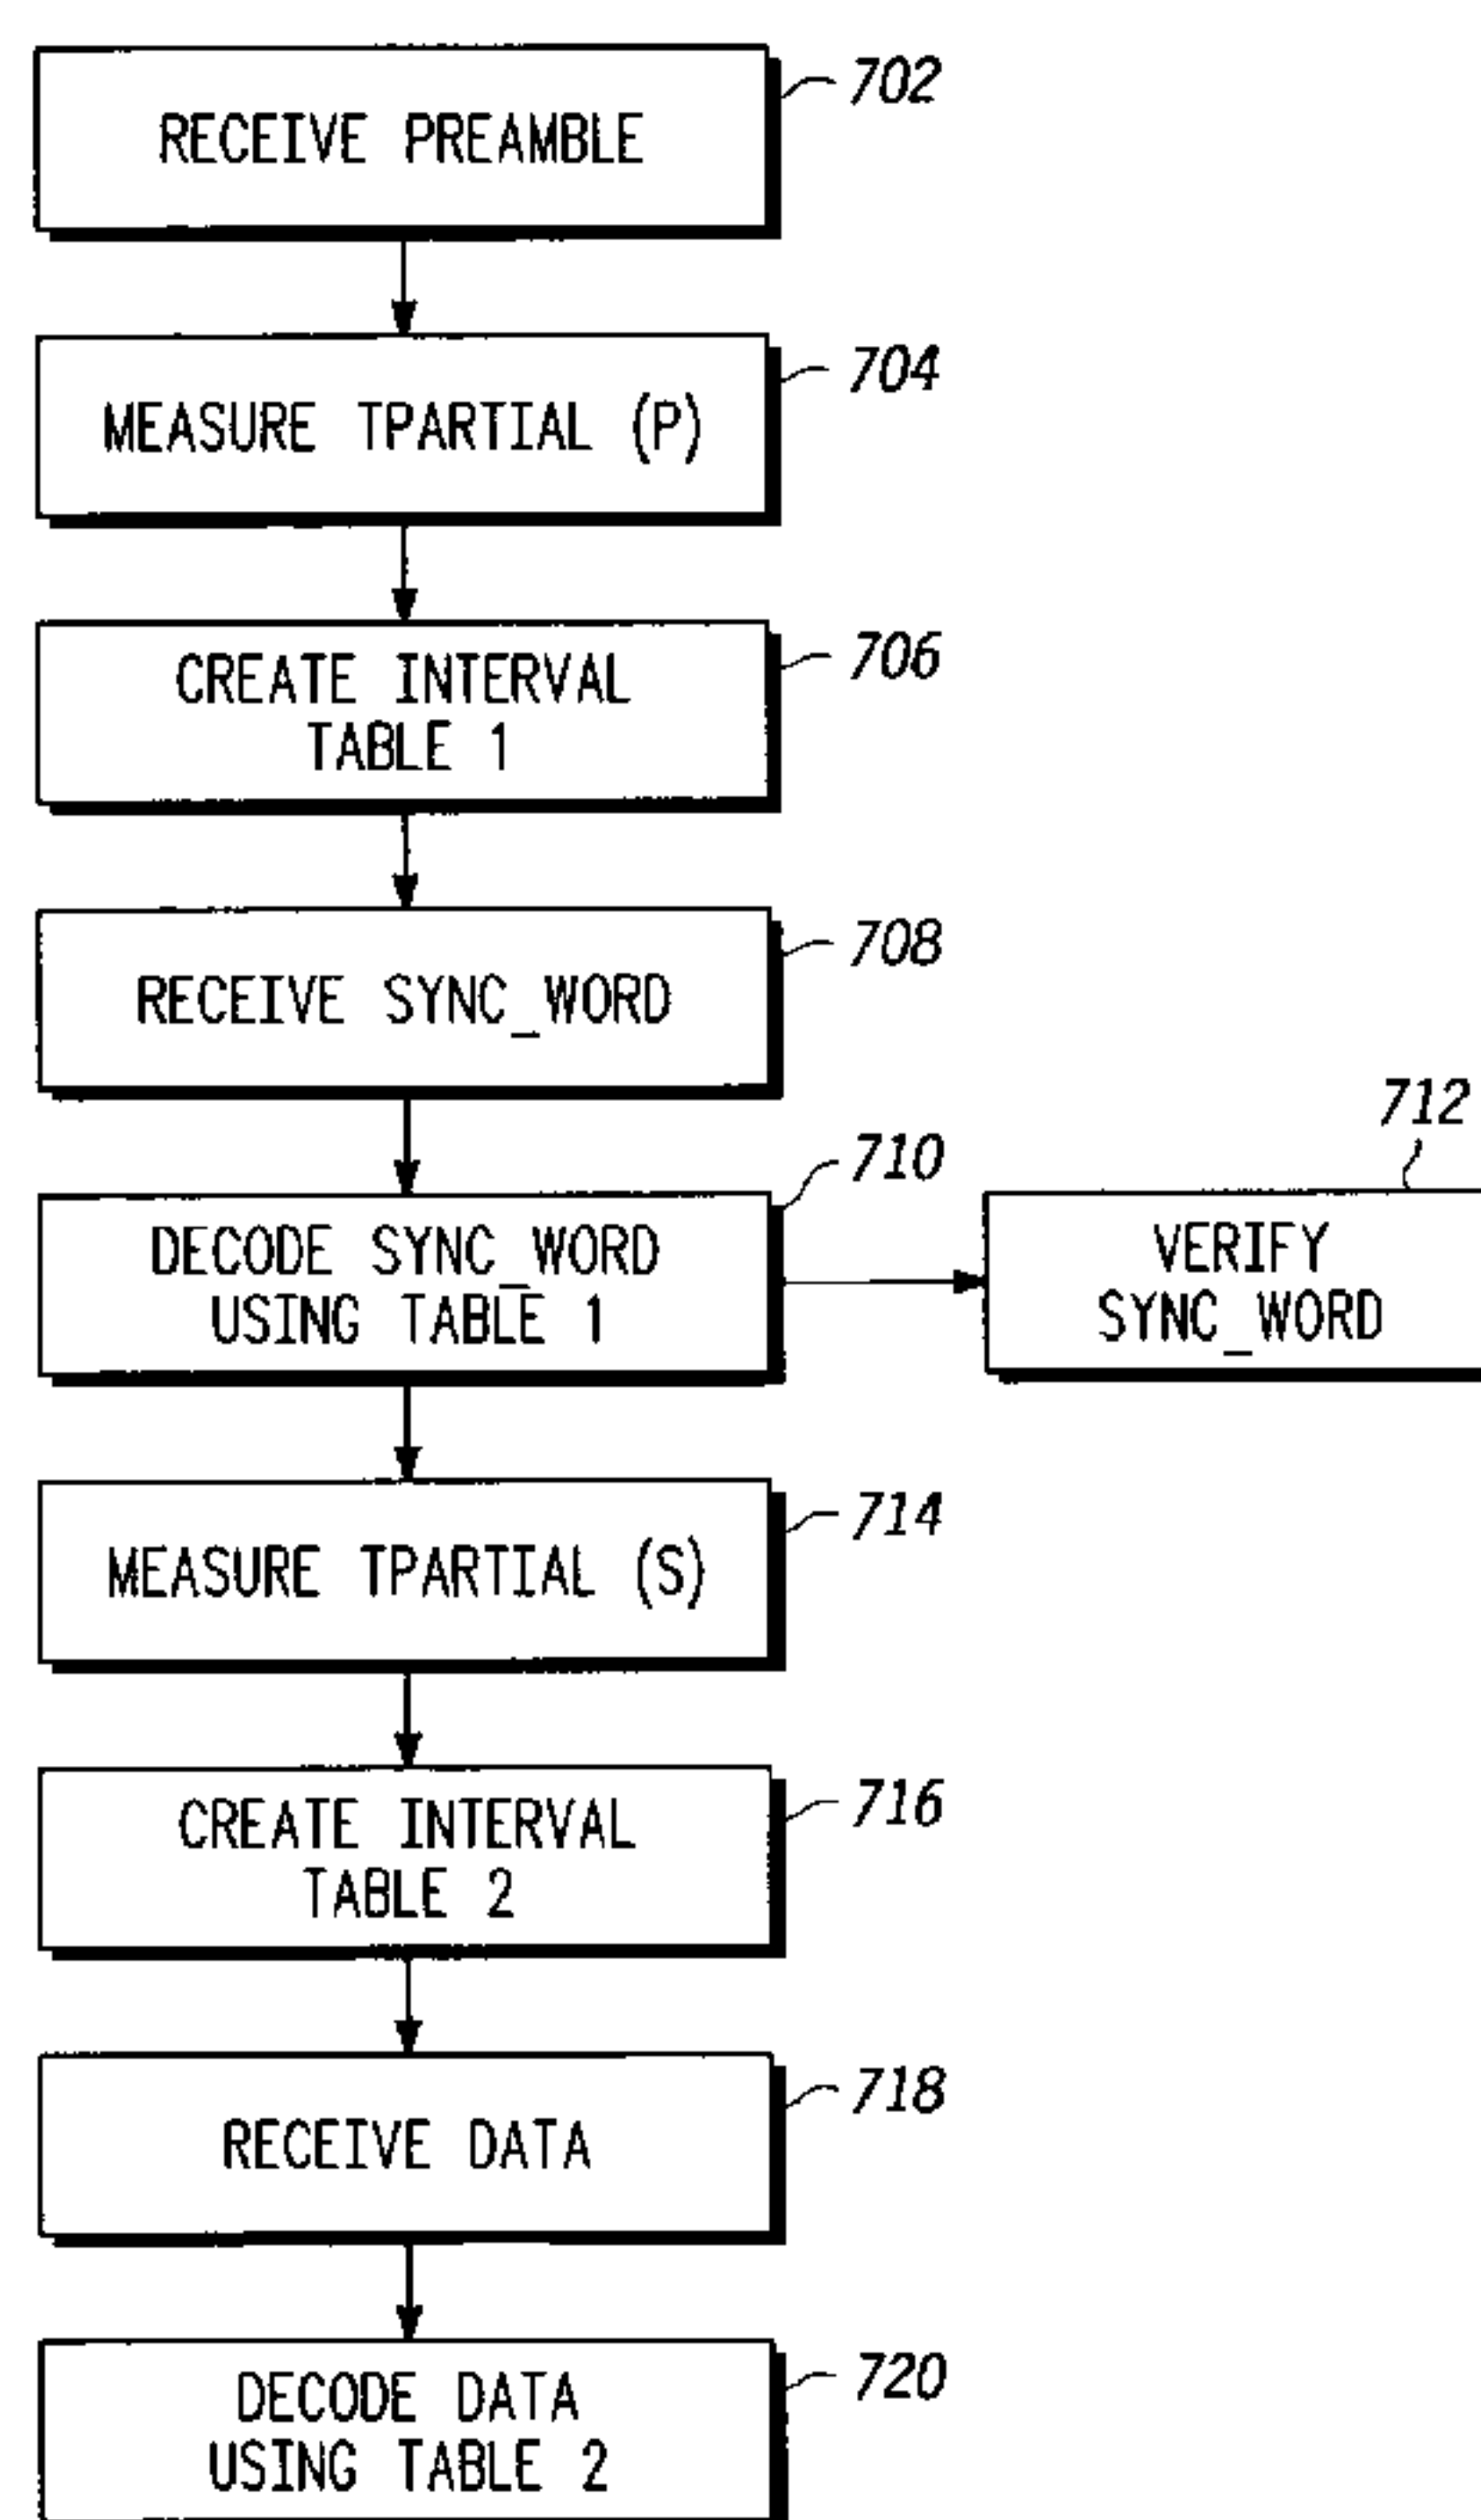 RECEIVE PREAMBLE
702
MEASURE TPARTIAL (P)
704
CREATE INTERVAL
TABLE 1
706
RECEIVE SYNC_WORD
708
DECODE SYNC_WORD
USING TABLE 1
710
VERIFY
SYNC_WORD
712
MEASURE TPARTIAL (S)
714
CREATE INTERVAL
TABLE 2
716
RECEIVE DATA
718
DECODE DATA
USING TABLE 2
720